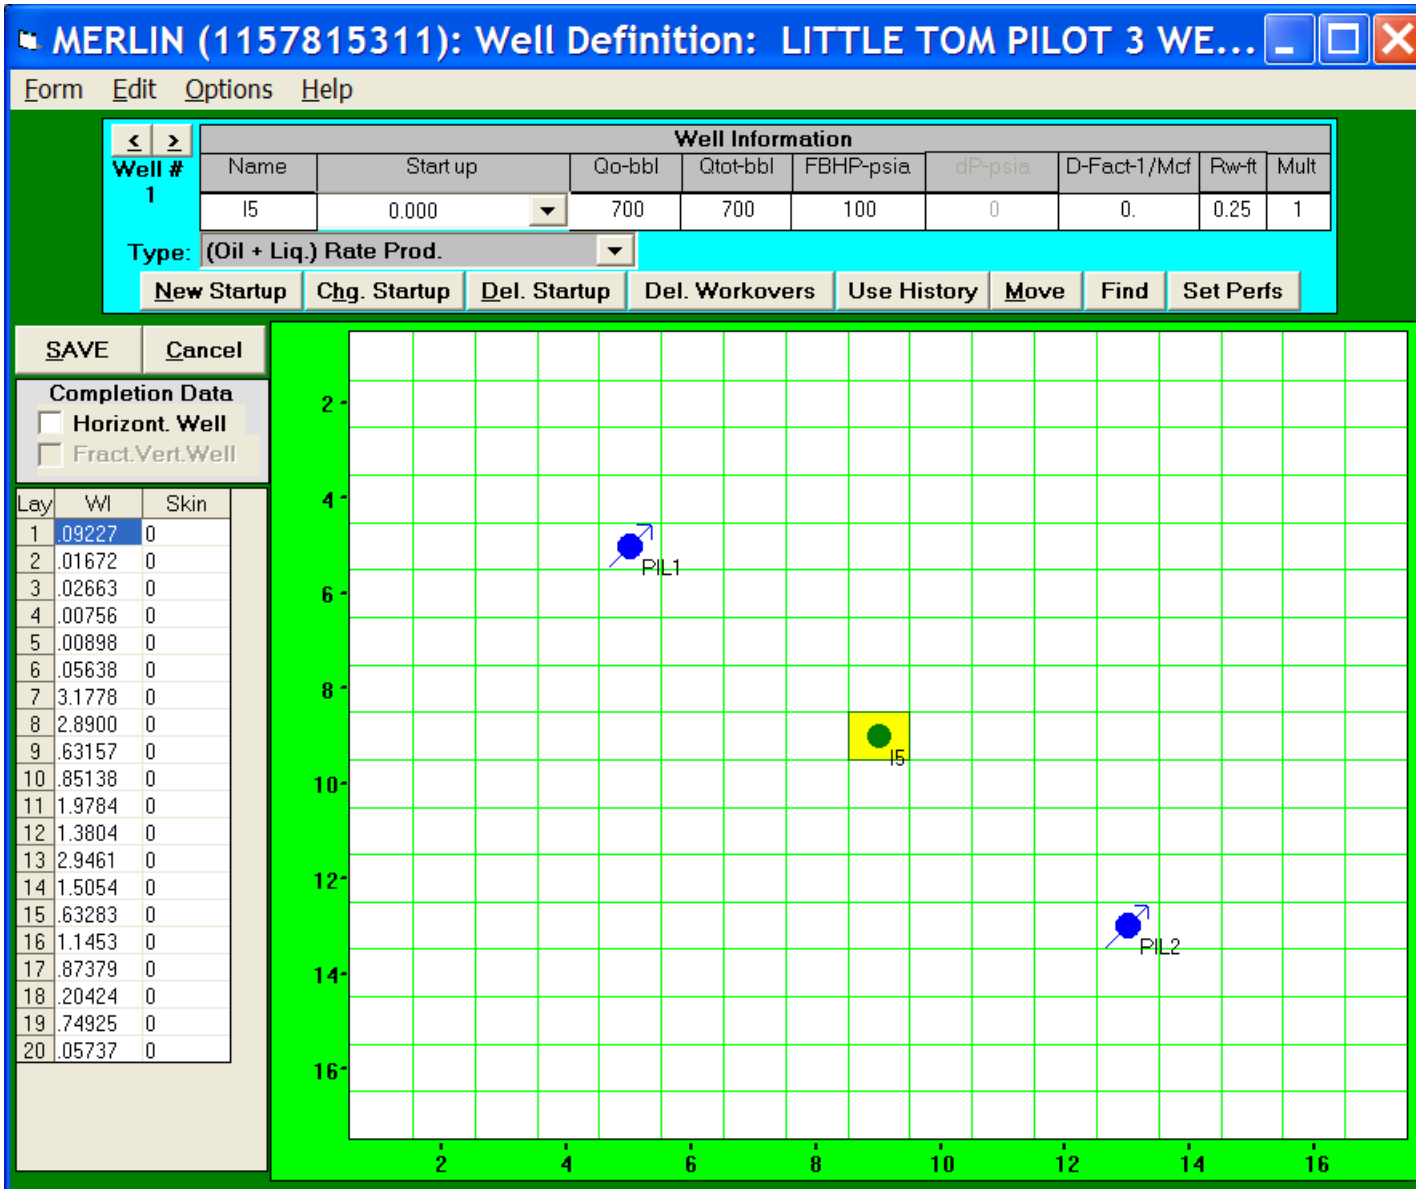 MERLIN (1157815311): Well Definition: LITTLE TOM PILOT 3 WE...
Form Edit Options Help
< >
Well Information
Well #
1
Name Start up Qo-bbl Qtot-bbl FBHP-psia dP-psia D-Fact-1/Mcf Rw-ft Mult
I5 0.000 700 700 100 0 0. 0.25 1
Type: (Oil + Liq.) Rate Prod.
New Startup Chg. Startup Del. Startup Del. Workovers Use History Move Find Set Perfs
SAVE Cancel
Completion Data
Horizont. Well
Fract.Vert.Well
Lay WI Skin
1 .09227 0
2 .01672 0
3 .02663 0
4 .00756 0
5 .00898 0
6 .05638 0
7 3.1778 0
8 2.8900 0
9 .63157 0
10 .85138 0
11 1.9784 0
12 1.3804 0
13 2.9461 0
14 1.5054 0
15 .63283 0
16 1.1453 0
17 .87379 0
18 .20424 0
19 .74925 0
20 .05737 0
2
4
PIL1
6
8
I5
10
12
PIL2
14
16
2 4 6 8 10 12 14 16